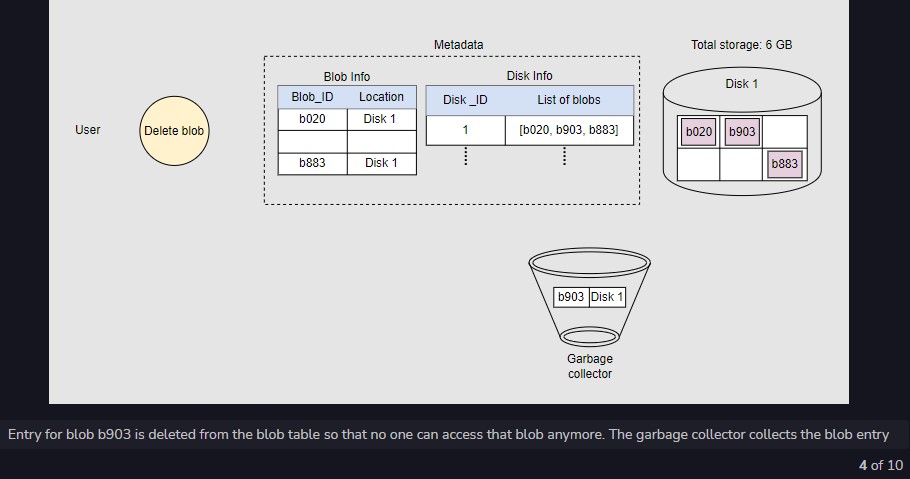 Metadata
Total storage: 6 GB
Blob Info
Disk Info
Disk 1
Blob_ID Location
Disk _ID List of blobs
User
Delete blob
b020 Disk 1
1 [b020, b903, b883]
b020 b903
b883 Disk 1
b883
b903 Disk 1
Garbage
collector
Entry for blob b903 is deleted from the blob table so that no one can access that blob anymore. The garbage collector collects the blob entry
4 of 10